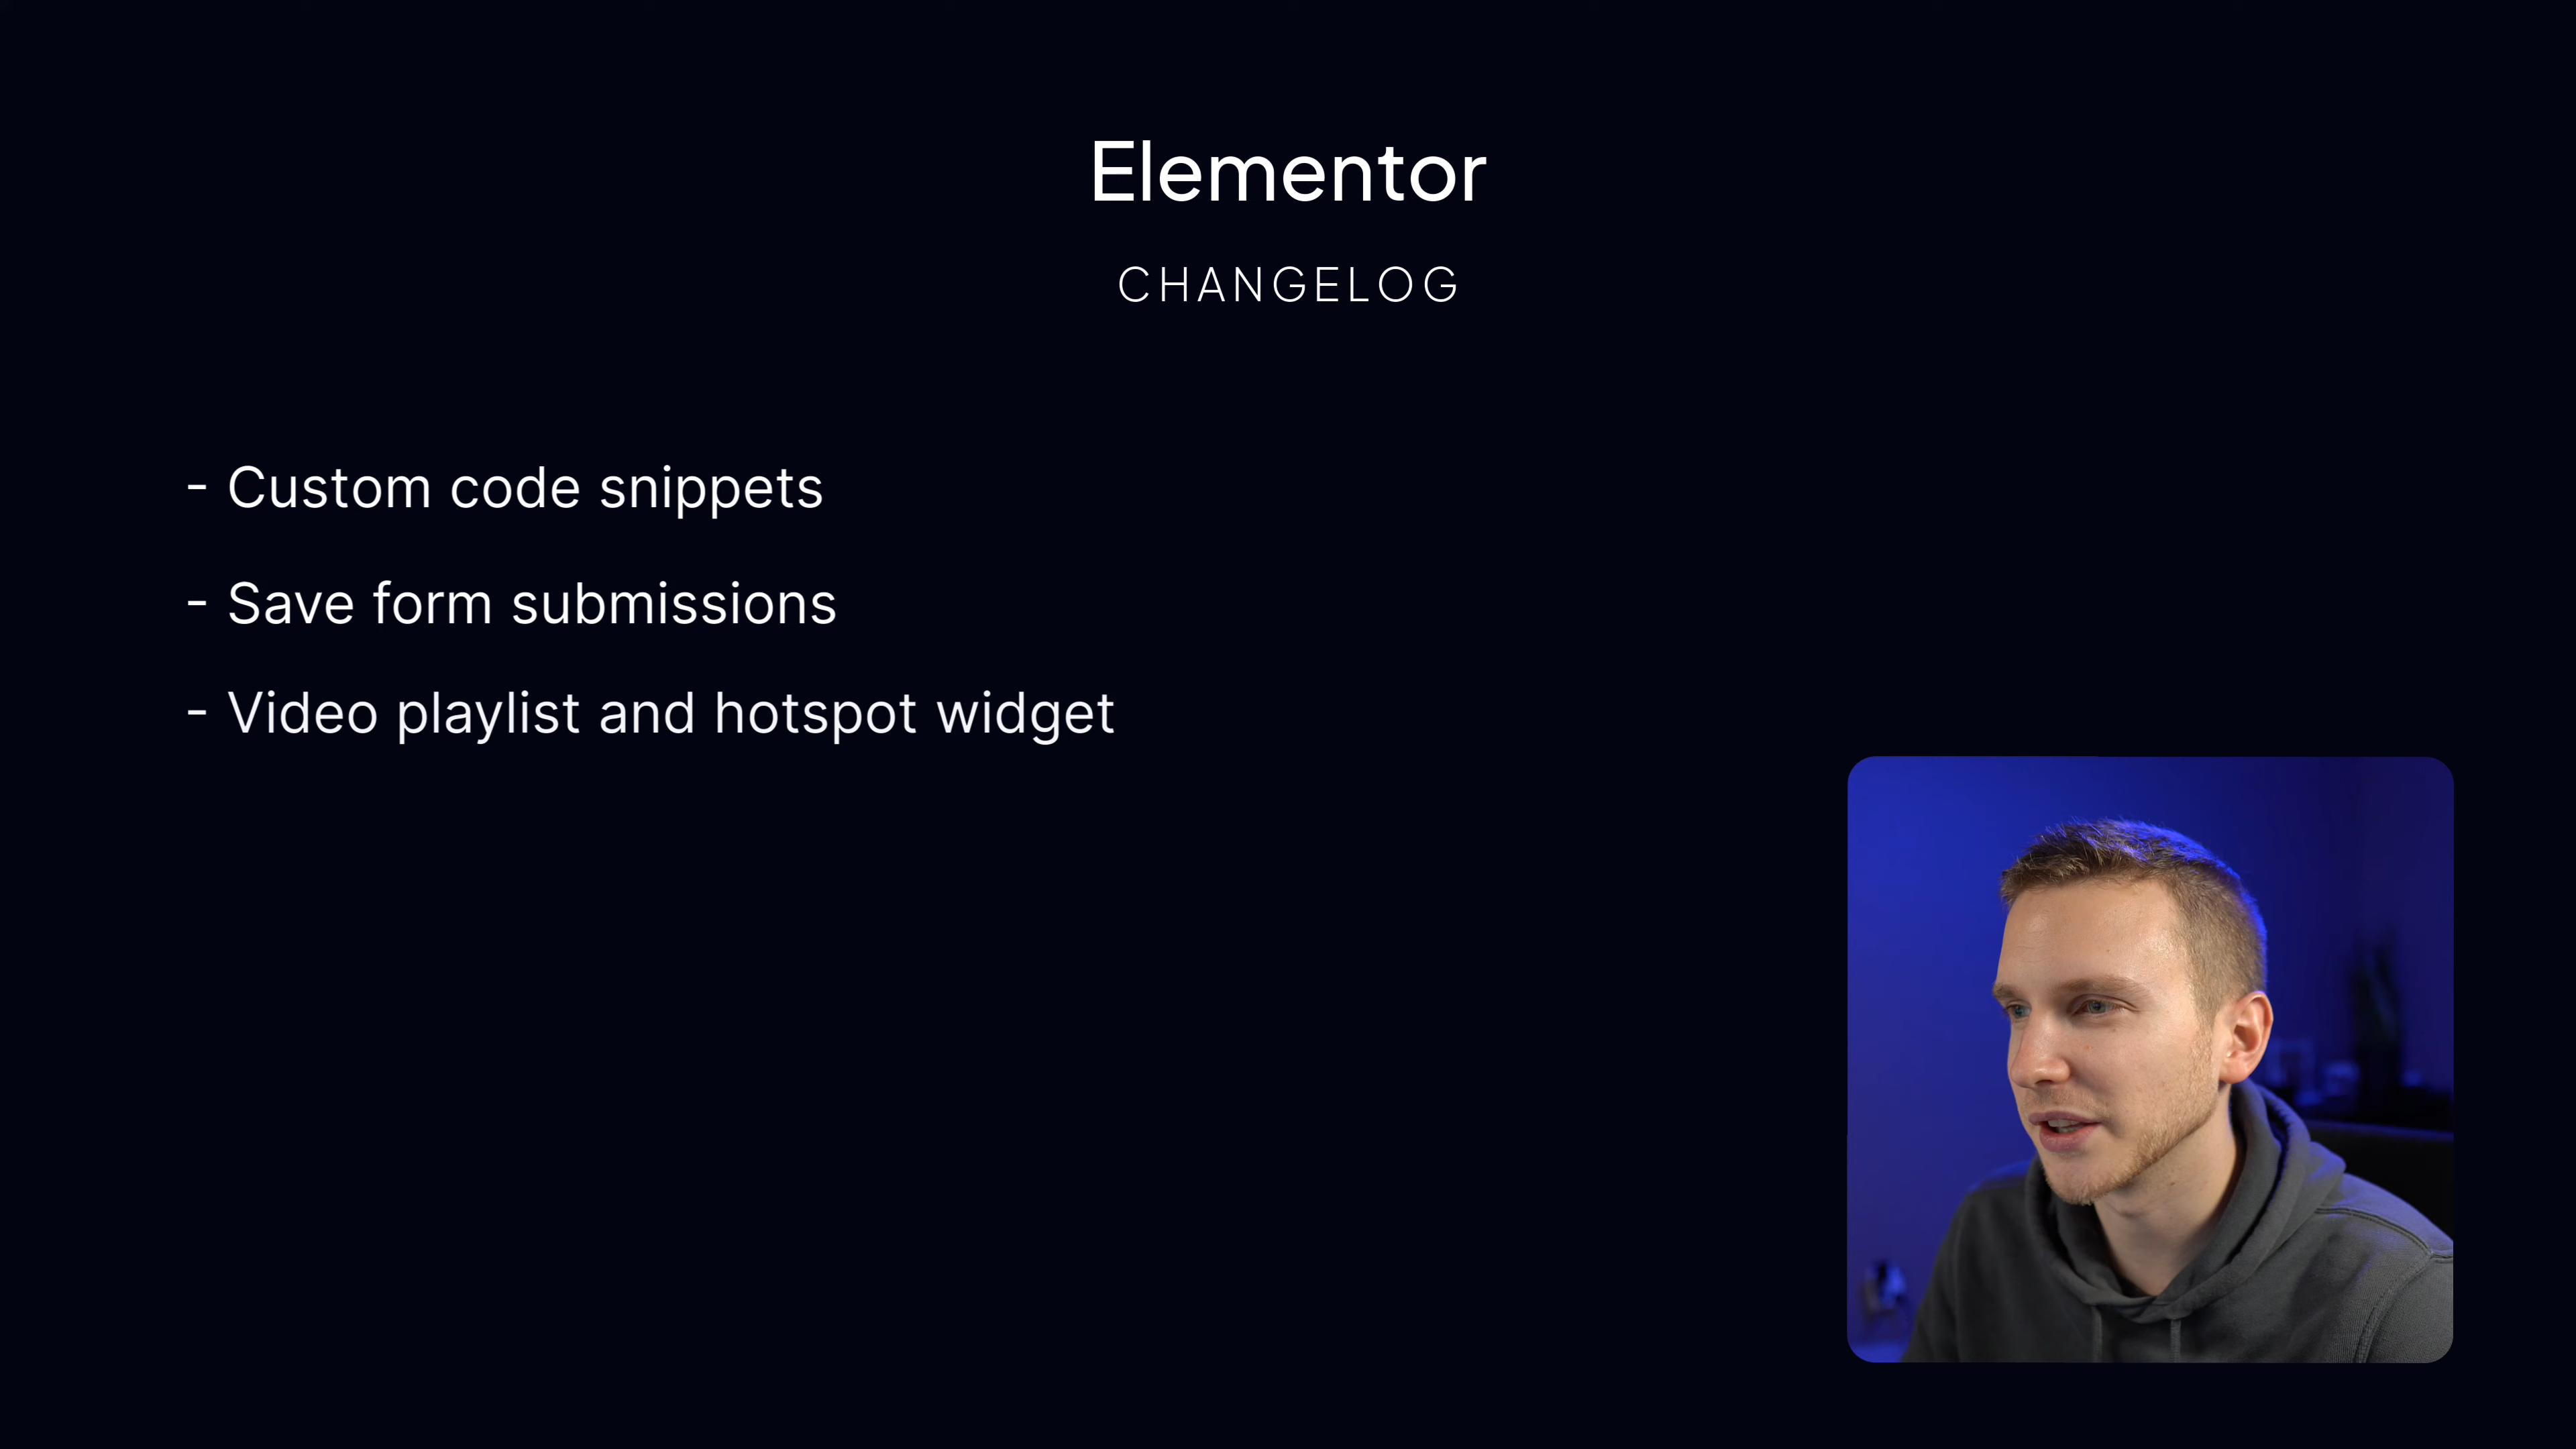 Elementor
CHANGELOG
- Custom code snippets
- Save form submissions
- Video playlist and hotspot widget